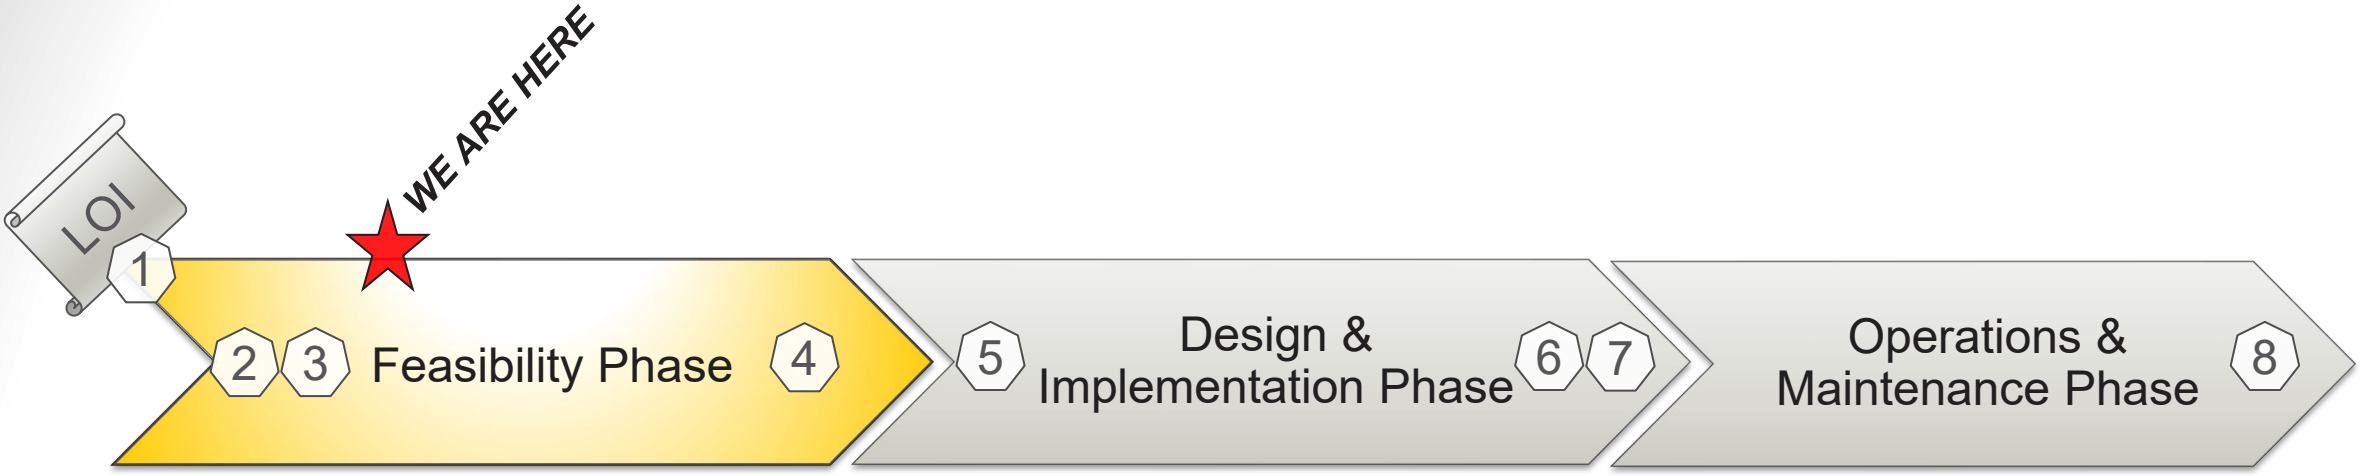 WE ARE HERE
LOI
1
2 3 Feasibility Phase 4
5 Design &
Implementation Phase 6 7
Operations &
Maintenance Phase 8